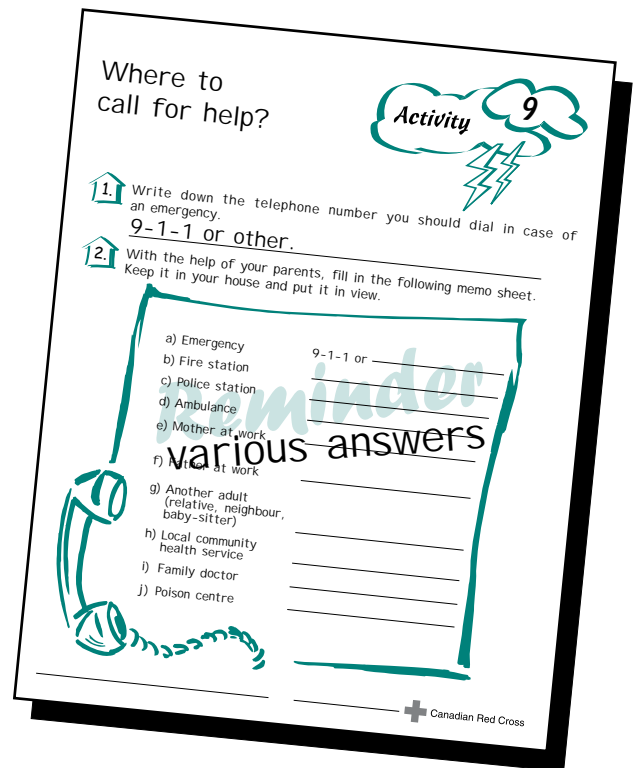 Where to
call for help?
Activity 9
1. Write down the telephone number you should dial in case of
an emergency.
9-1-1 or other.
2. With the help of your parents, fill in the following memo sheet.
Keep it in your house and put it in view.
Reminder
a) Emergency 9-1-1 or
b) Fire station
c) Police station
d) Ambulance
e) Mother at work
various answers
f) Father at work
g) Another adult
(relative, neighbour,
baby-sitter)
h) Local community
health service
i) Family doctor
j) Poison centre
Canadian Red Cross